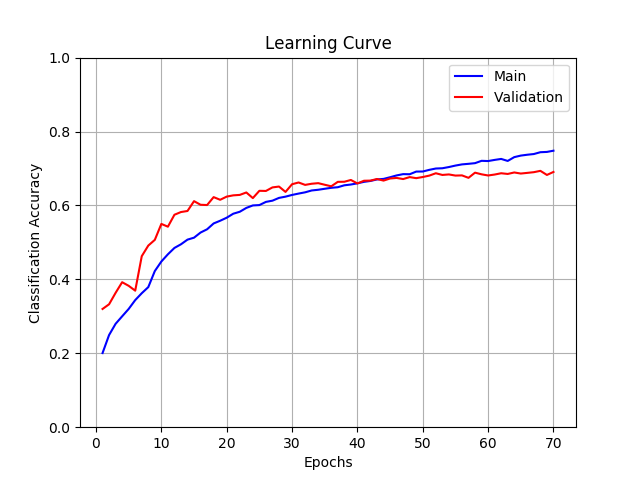 Learning Curve
Main
Validation
Classification Accuracy
1.0
0.8
0.6
0.4
0.2
0.0
0 10 20 30 40 50 60 70
Epochs